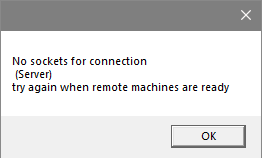 No sockets for connection
(Server)
try again when remote machines are ready
OK